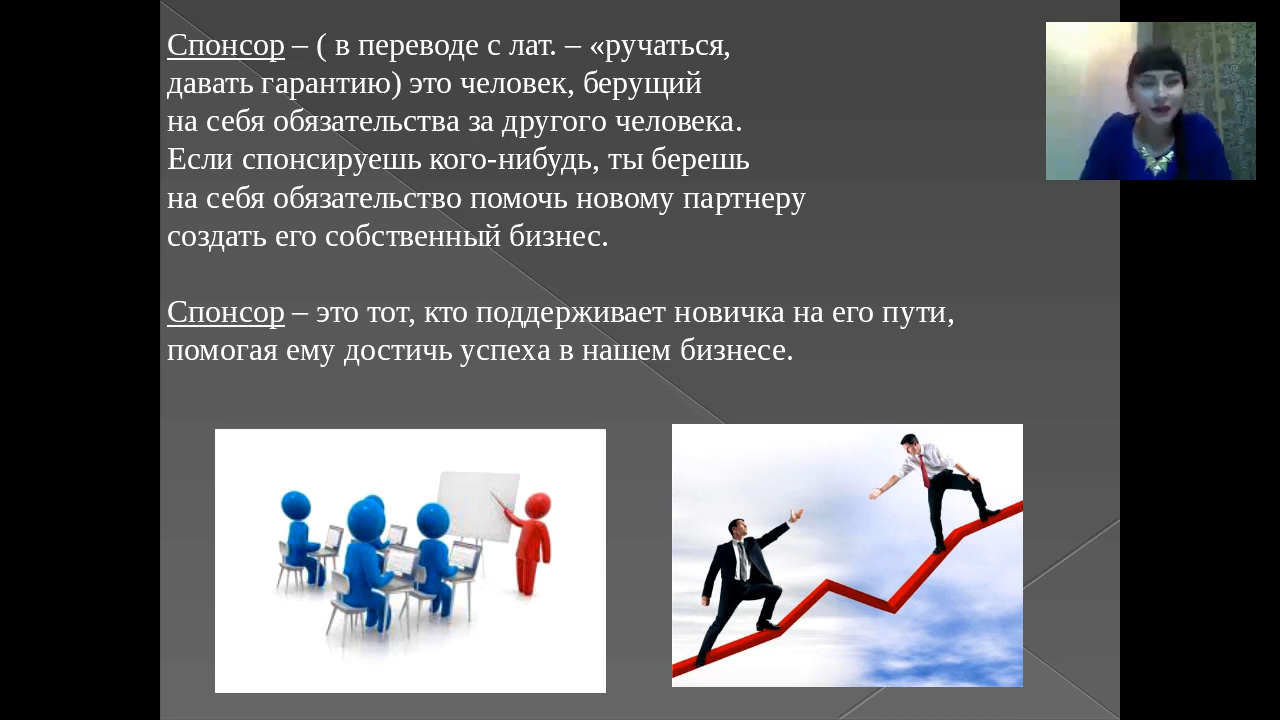 Спонсор – ( в переводе с лат. – «ручаться,
давать гарантию) это человек, берущий
на себя обязательства за другого человека.
Если спонсируешь кого-нибудь, ты берешь
на себя обязательство помочь новому партнеру
создать его собственный бизнес.
Спонсор – это тот, кто поддерживает новичка на его пути,
помогая ему достичь успеха в нашем бизнесе.